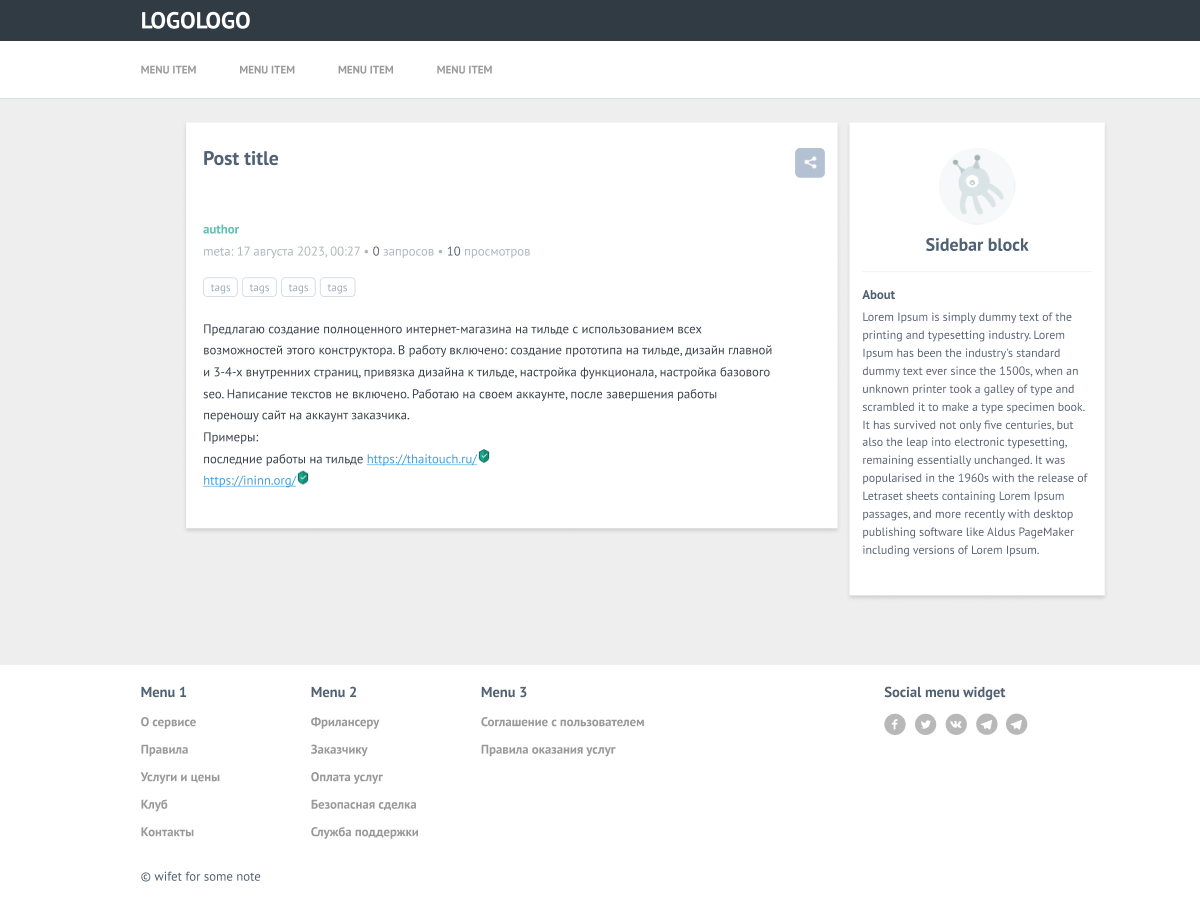 LOGOLOGO
MENU ITEM MENU ITEM MENU ITEM MENU ITEM
Post title
author
meta: 17 августа 2023, 00:27 • 0 запросов • 10 просмотров
tags tags tags tags
Предлагаю создание полноценного интернет-магазина на тильде с использованием всех
возможностей этого конструктора. В работу включено: создание прототипа на тильде, дизайн главной
и 3-4-х внутренних страниц, привязка дизайна к тильде, настройка функционала, настройка базового
seo. Написание текстов не включено. Работаю на своем аккаунте, после завершения работы
переношу сайт на аккаунт заказчика.
Примеры:
последние работы на тильде https://thaitouch.ru/
https://ininn.org/
Sidebar block
About
Lorem Ipsum is simply dummy text of the
printing and typesetting industry. Lorem
Ipsum has been the industry's standard
dummy text ever since the 1500s, when an
unknown printer took a galley of type and
scrambled it to make a type specimen book.
It has survived not only five centuries, but
also the leap into electronic typesetting,
remaining essentially unchanged. It was
popularised in the 1960s with the release of
Letraset sheets containing Lorem Ipsum
passages, and more recently with desktop
publishing software like Aldus PageMaker
including versions of Lorem Ipsum.
Menu 1
О сервисе
Правила
Услуги и цены
Клуб
Контакты
Menu 2
Фрилансеру
Заказчику
Оплата услуг
Безопасная сделка
Служба поддержки
Menu 3
Соглашение с пользователем
Правила оказания услуг
Social menu widget
© wifet for some note